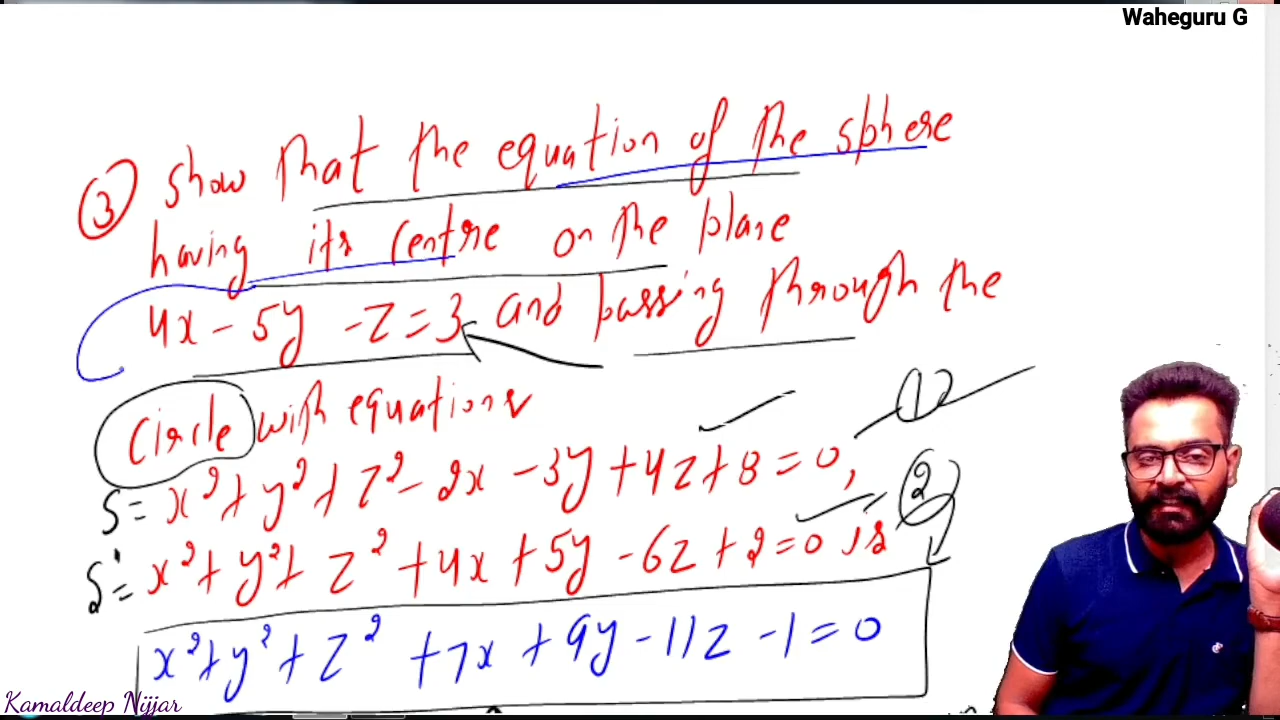 Waheguru G
③ Show that the equation of the sphere
having its centre on the plane
4x - 5y - z = 3 and passing through the
Circle with equations
S = x² + y² + z² - 2x - 3y + 4z + 8 = 0, ①
S' = x² + y² + z² + 4x + 5y - 6z + 2 = 0 is ②
x² + y² + z² + 7x + 9y - 11z - 1 = 0
Kamaldeep Nijjar